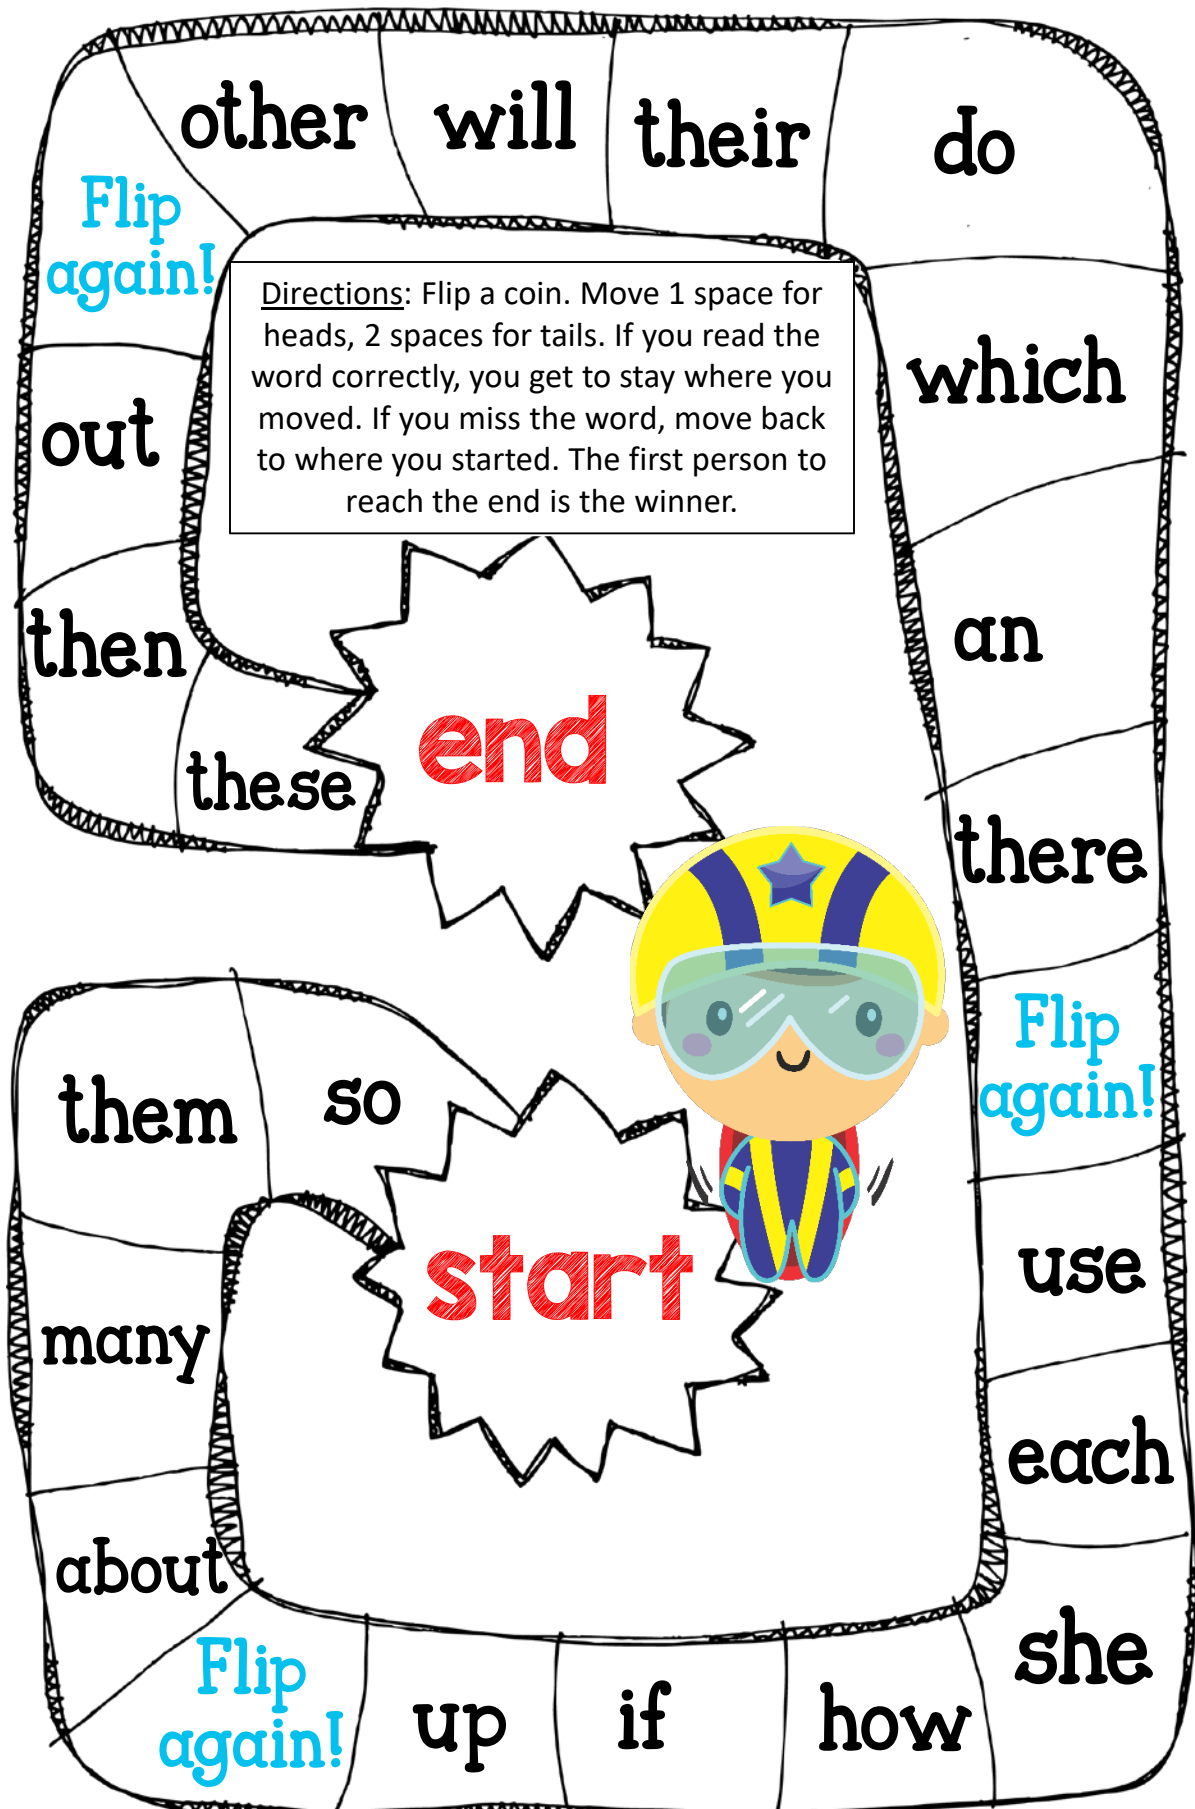 other
will
their
do
Flip
again!
Directions: Flip a coin. Move 1 space for
heads, 2 spaces for tails. If you read the
word correctly, you get to stay where you
moved. If you miss the word, move back
to where you started. The first person to
reach the end is the winner.
which
out
an
then
these
end
there
Flip
again!
them
so
start
use
many
each
about
she
Flip
again!
up
if
how